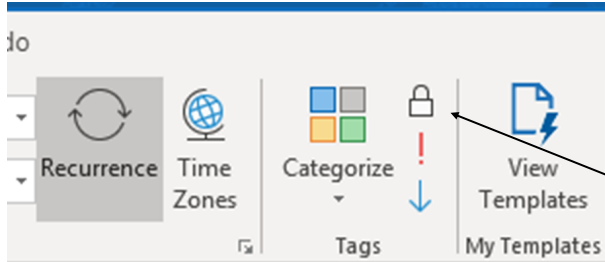 do
Recurrence
Time
Zones
Categorize
View
Templates
Tags
My Templates